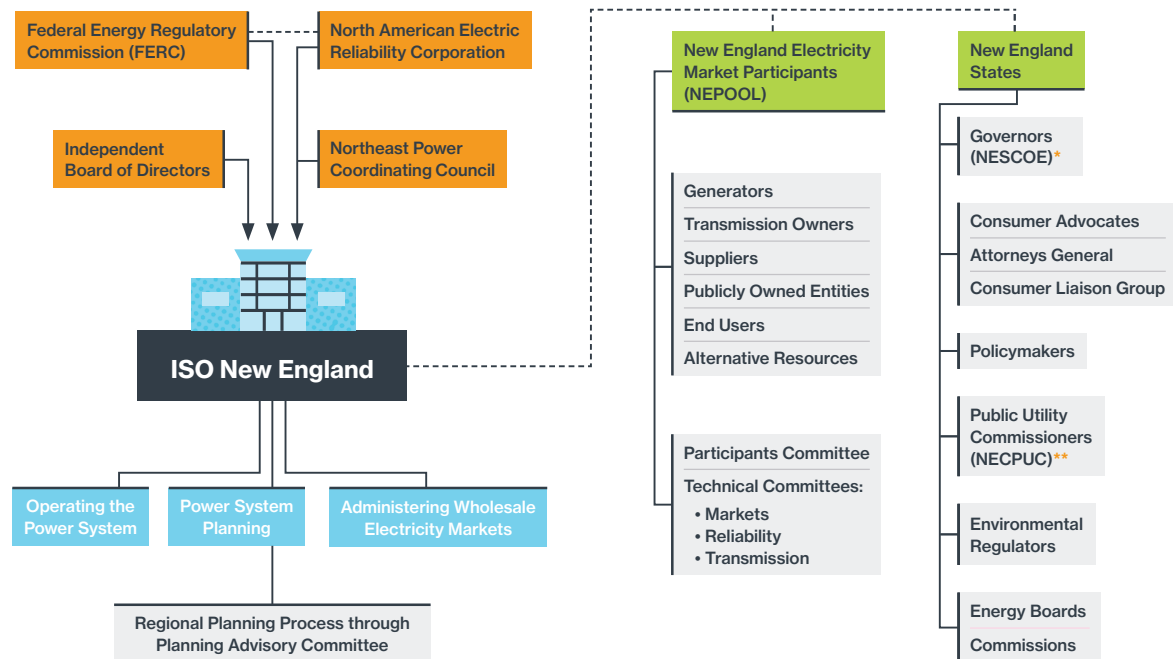 Federal Energy Regulatory
Commission (FERC)
North American Electric
Reliability Corporation
Independent
Board of Directors
Northeast Power
Coordinating Council
ISO New England
Operating the
Power System
Power System
Planning
Administering Wholesale
Electricity Markets
Regional Planning Process through
Planning Advisory Committee
New England Electricity
Market Participants
(NEPOOL)
Generators
Transmission Owners
Suppliers
Publicly Owned Entities
End Users
Alternative Resources
Participants Committee
Technical Committees:
• Markets
• Reliability
• Transmission
New England
States
Governors
(NESCOE)*
Consumer Advocates
Attorneys General
Consumer Liaison Group
Policymakers
Public Utility
Commissioners
(NECPUC)**
Environmental
Regulators
Energy Boards
Commissions